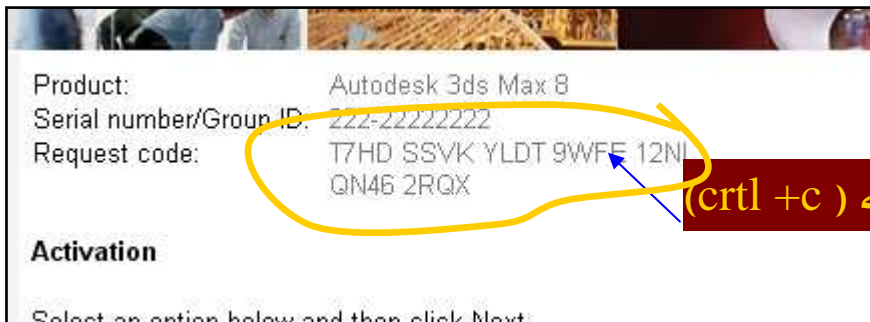 Product: Autodesk 3ds Max 8
Serial number/Group ID: 222-22222222
Request code: T7HD SSVK YLDT 9WFE
QN46 2RQX
(crtl +c )
Activation
Select an option below and then click Next